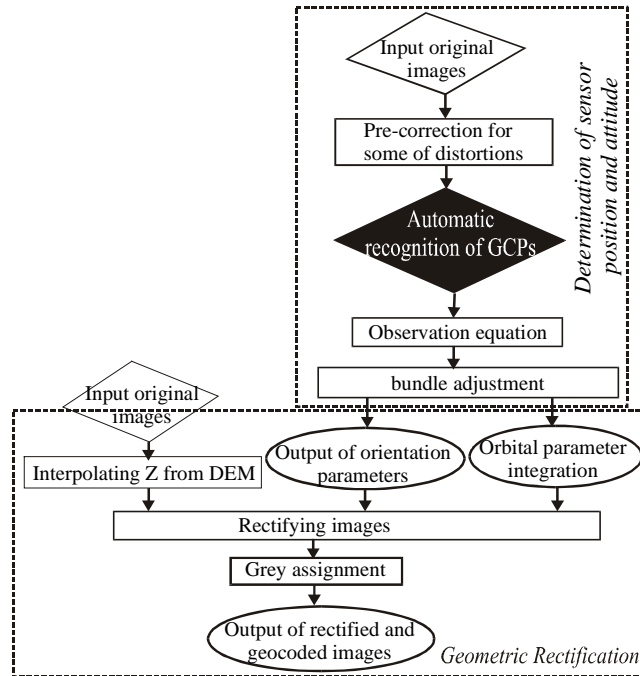 Input original
images
Pre-correction for
some of distortions
Automatic
recognition of GCPs
Observation equation
bundle adjustment
Determination of sensor
position and attitude
Input original
images
Interpolating Z from DEM
Output of orientation
parameters
Orbital parameter
integration
Rectifying images
Grey assignment
Output of rectified and
geocoded images
Geometric Rectification